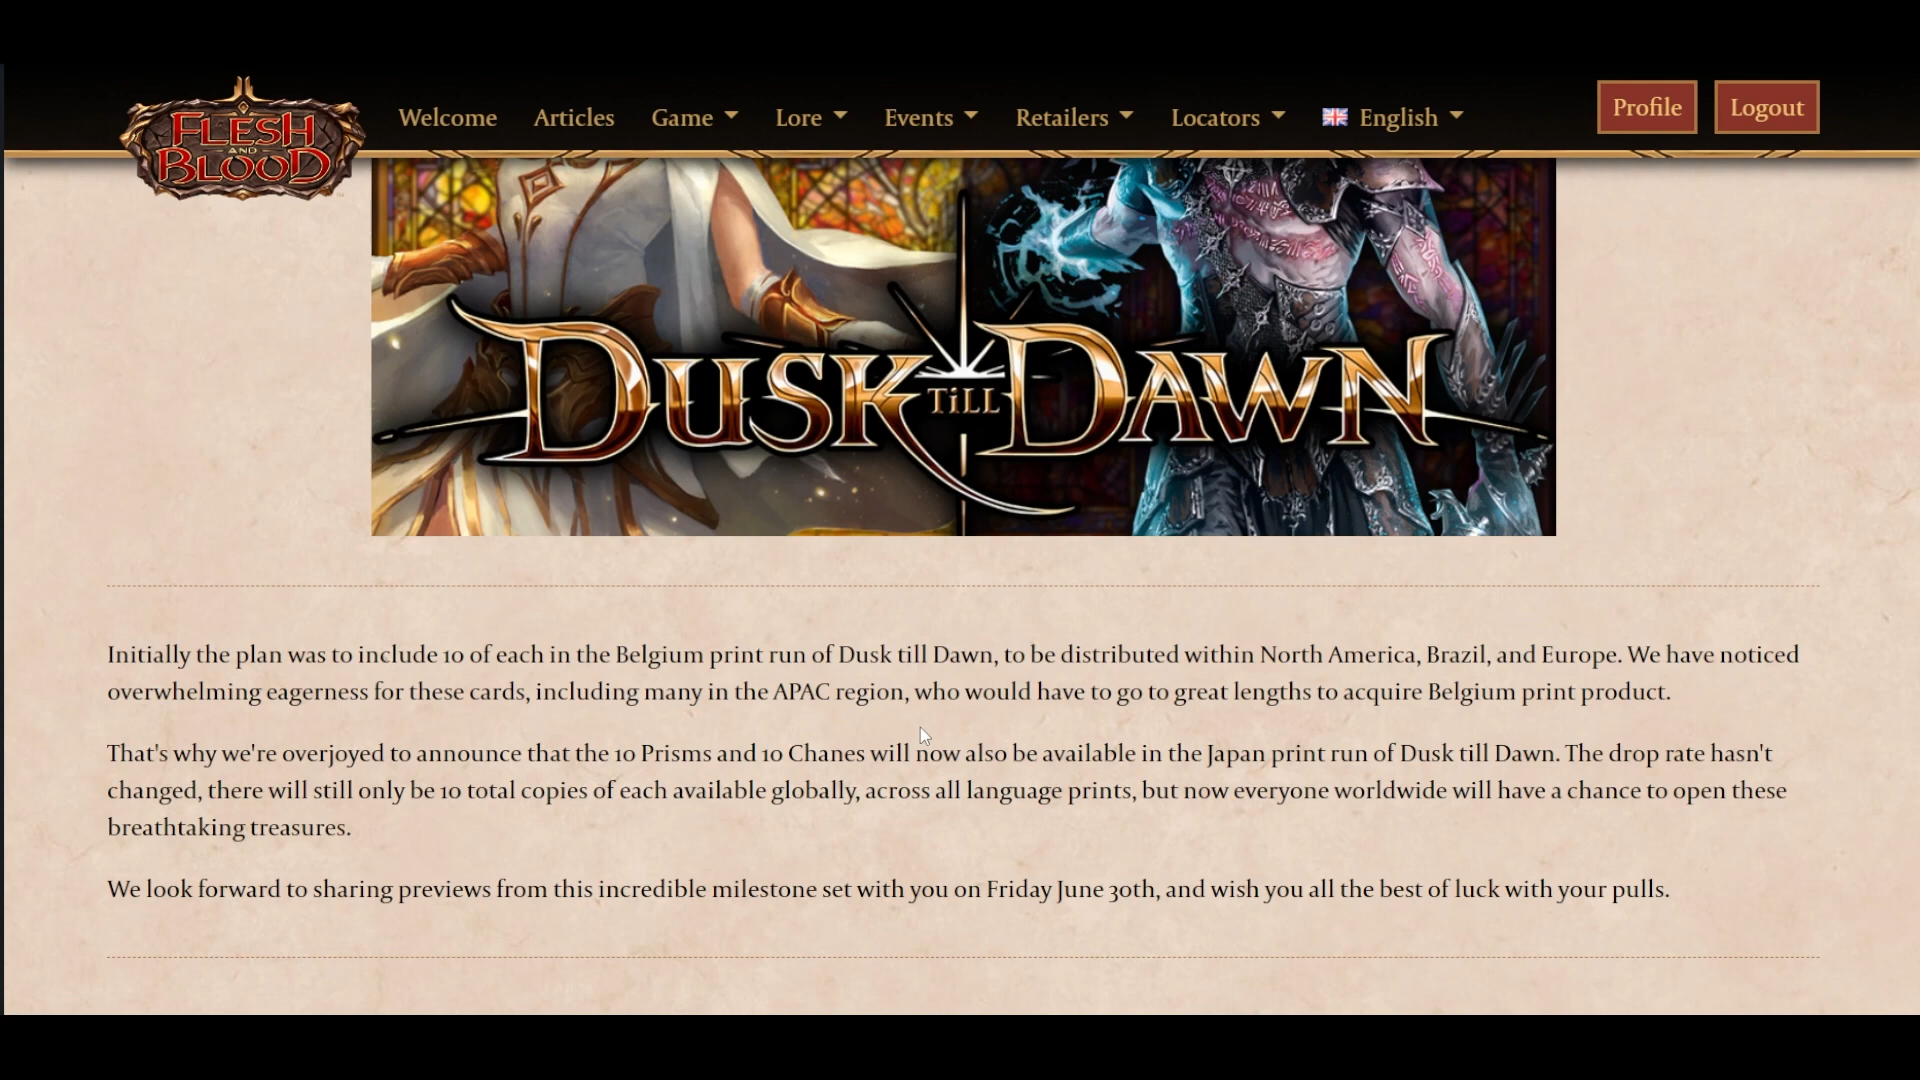 FLESH
AND
BLOOD
Welcome
Articles
Game
Lore
Events
Retailers
Locators
English
Profile
Logout
DUSK TiLL DAWN
Initially the plan was to include 10 of each in the Belgium print run of Dusk till Dawn, to be distributed within North America, Brazil, and Europe. We have noticed
overwhelming eagerness for these cards, including many in the APAC region, who would have to go to great lengths to acquire Belgium print product.
That's why we're overjoyed to announce that the 10 Prisms and 10 Chanes will now also be available in the Japan print run of Dusk till Dawn. The drop rate hasn't
changed, there will still only be 10 total copies of each available globally, across all language prints, but now everyone worldwide will have a chance to open these
breathtaking treasures.
We look forward to sharing previews from this incredible milestone set with you on Friday June 30th, and wish you all the best of luck with your pulls.